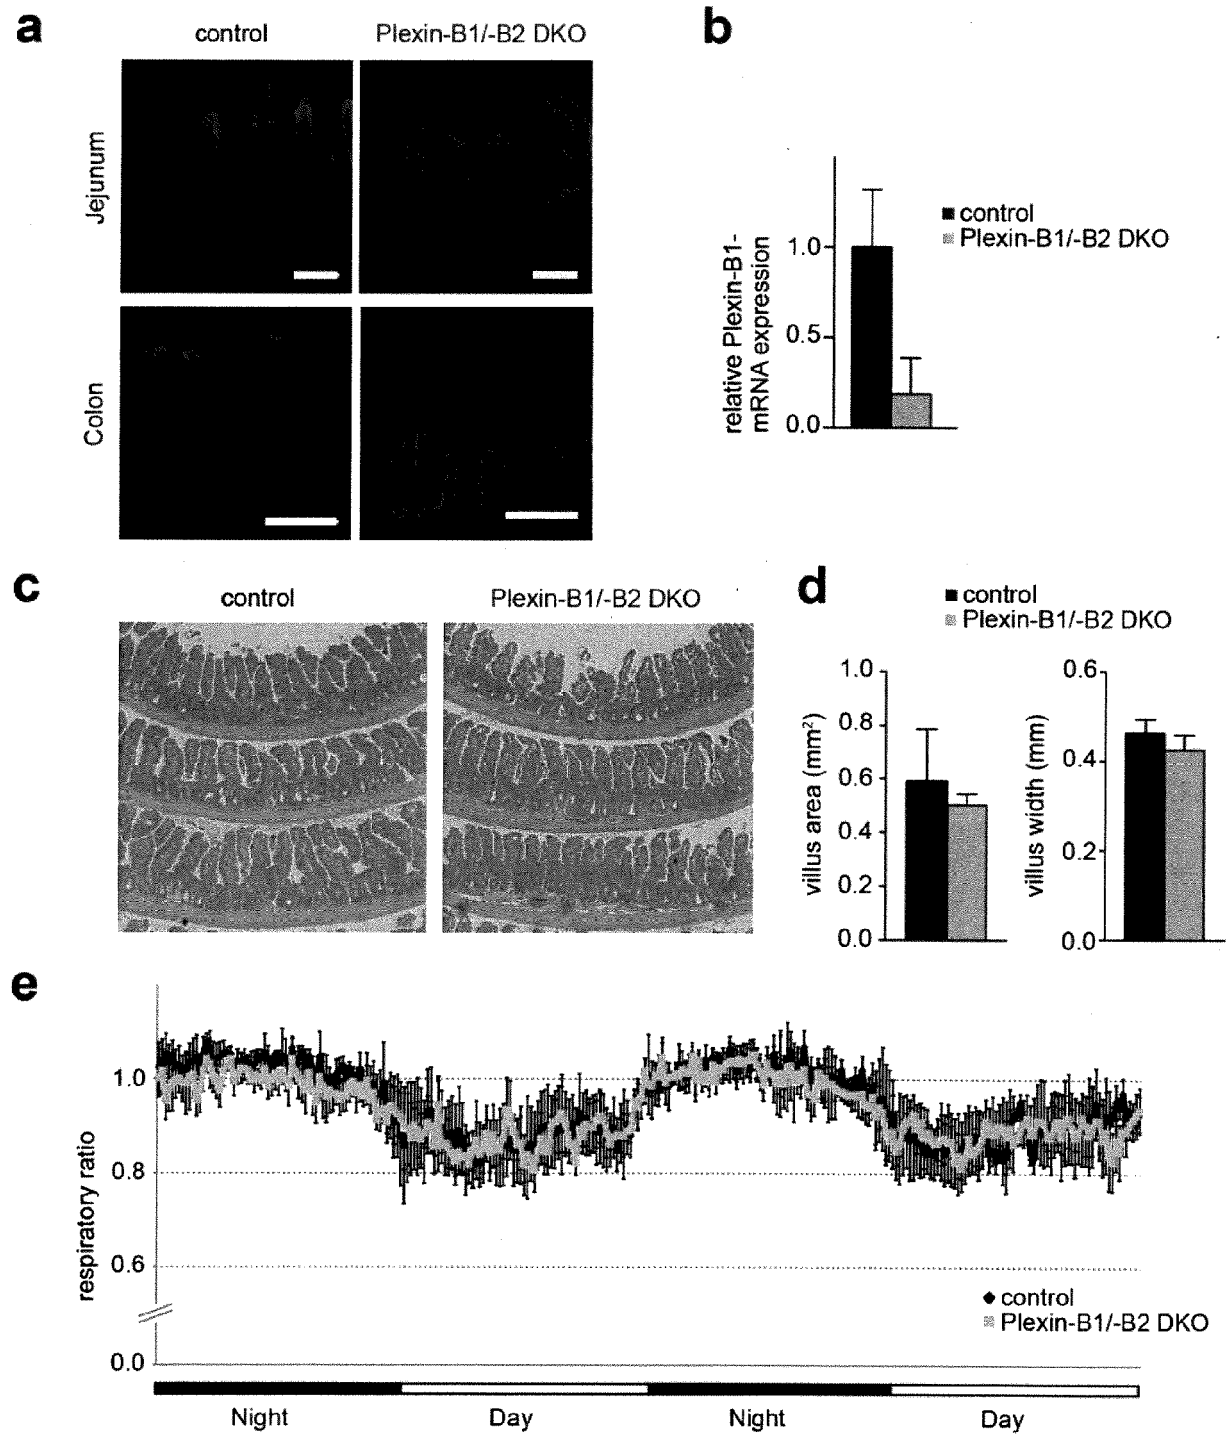 a
control
Plexin-B1/-B2 DKO
Jejunum
Colon
b
relative Plexin-B1-
mRNA expression
1.0
0.5
0.0
control
Plexin-B1/-B2 DKO
c
control
Plexin-B1/-B2 DKO
d
control
Plexin-B1/-B2 DKO
villus area (mm²)
1.0
0.8
0.6
0.4
0.2
0.0
villus width (mm)
0.6
0.4
0.2
0.0
e
respiratory ratio
1.0
0.8
0.6
0.0
control
Plexin-B1/-B2 DKO
Night
Day
Night
Day